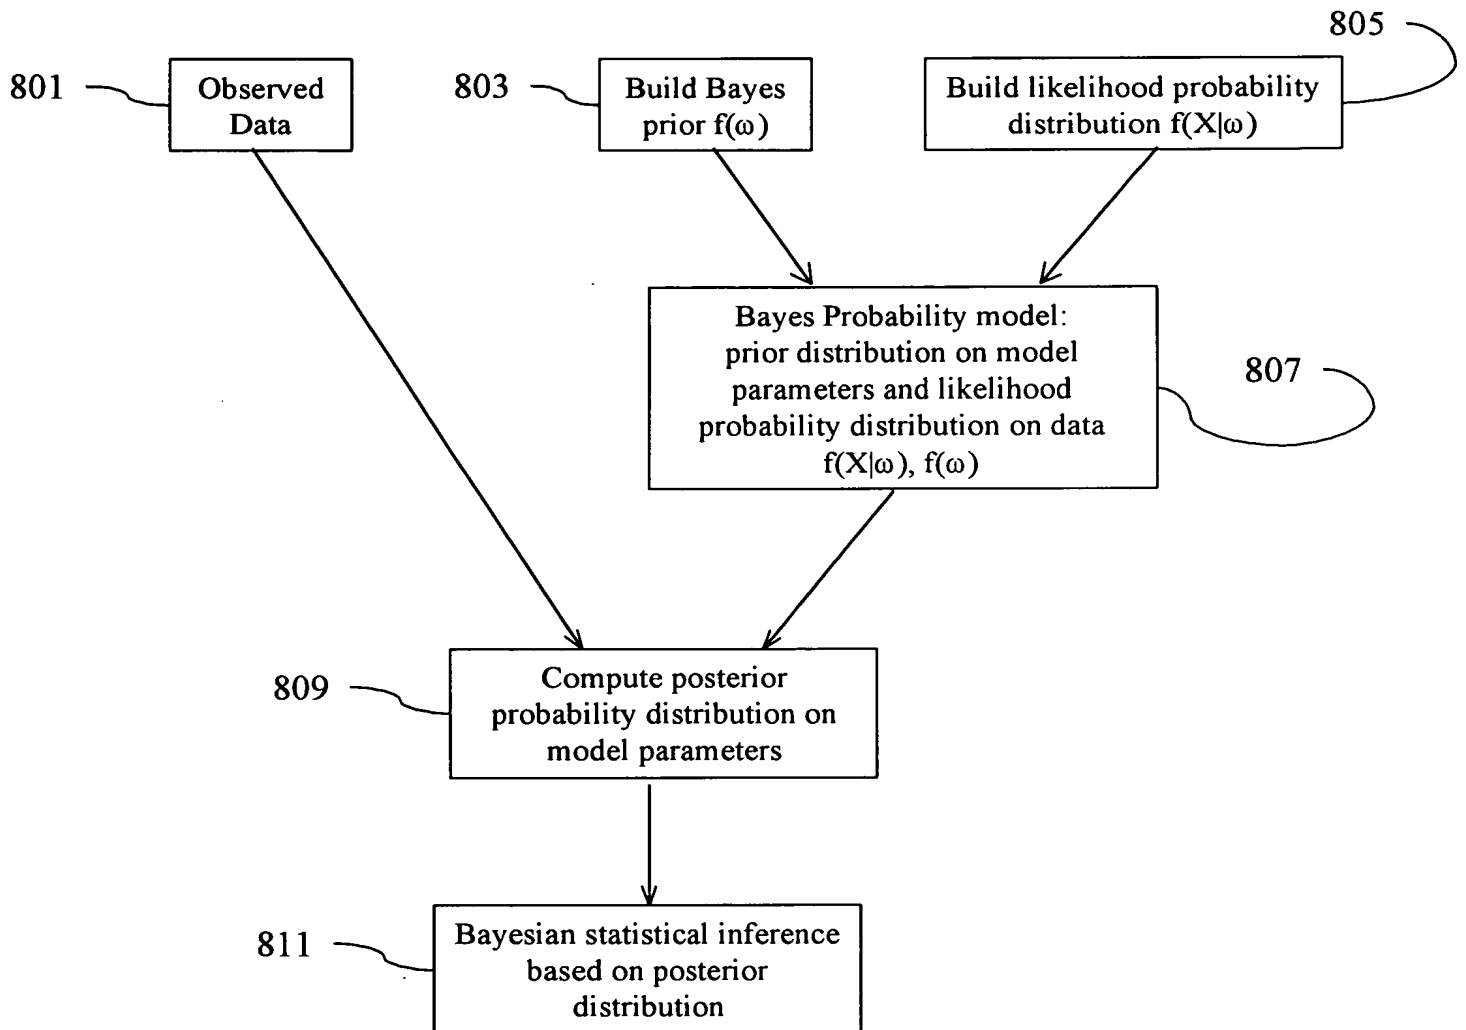 805
801
Observed
Data
803
Build Bayes
prior f(ω)
Build likelihood probability
distribution f(X|ω)
Bayes Probability model:
prior distribution on model
parameters and likelihood
probability distribution on data
f(X|ω), f(ω)
807
809
Compute posterior
probability distribution on
model parameters
811
Bayesian statistical inference
based on posterior
distribution